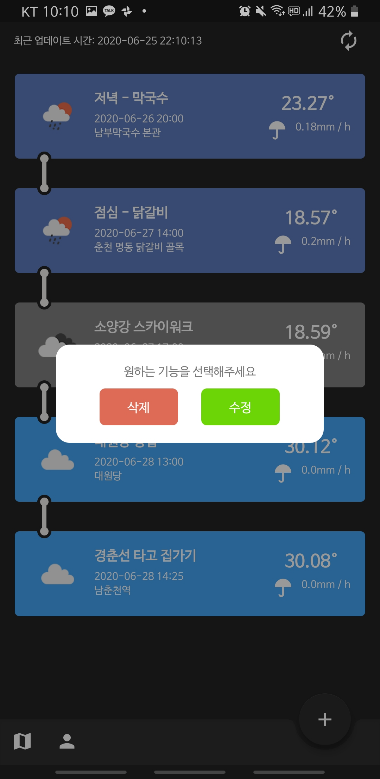 KT 10:10 42%
최근 업데이트 시간: 2020-06-25 22:10:13
저녁 - 막국수
23.27°
2020-06-26 20:00
0.18mm / h
남부막국수 본관
점심 - 닭갈비
18.57°
2020-06-27 14:00
0.2mm / h
춘천 명동 닭갈비 골목
소양강 스카이워크
18.59°
원하는 기능을 선택해주세요
삭제 수정
30.12°
2020-06-28 13:00
0.0mm / h
대원당
경춘선 타고 집가기
30.08°
2020-06-28 14:25
0.0mm / h
남춘천역
+